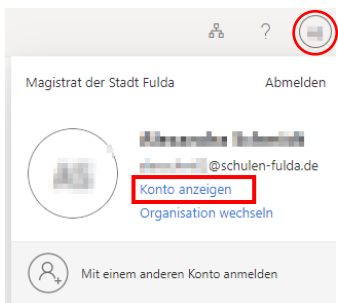 ?
Magistrat der Stadt Fulda Abmelden
@schulen-fulda.de
Konto anzeigen
Organisation wechseln
Mit einem anderen Konto anmelden